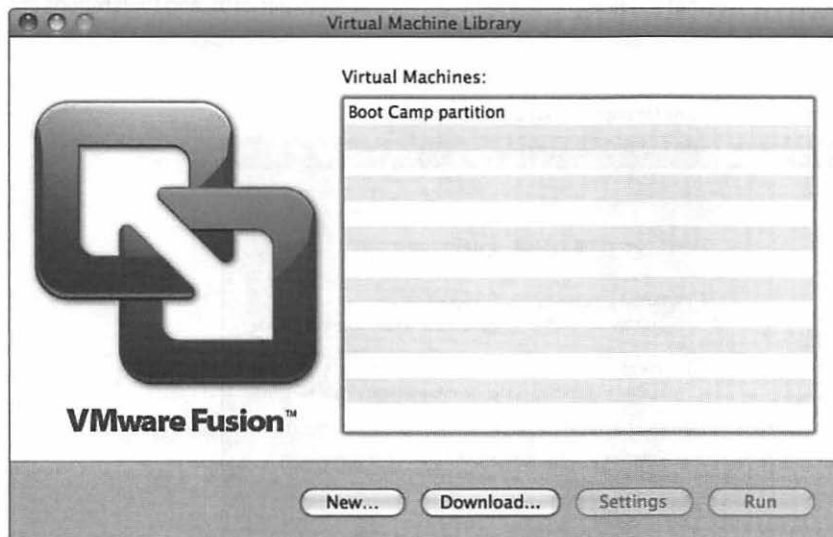 Virtual Machine Library
Virtual Machines:
Boot Camp partition
VMware Fusion™
New...
Download...
Settings
Run